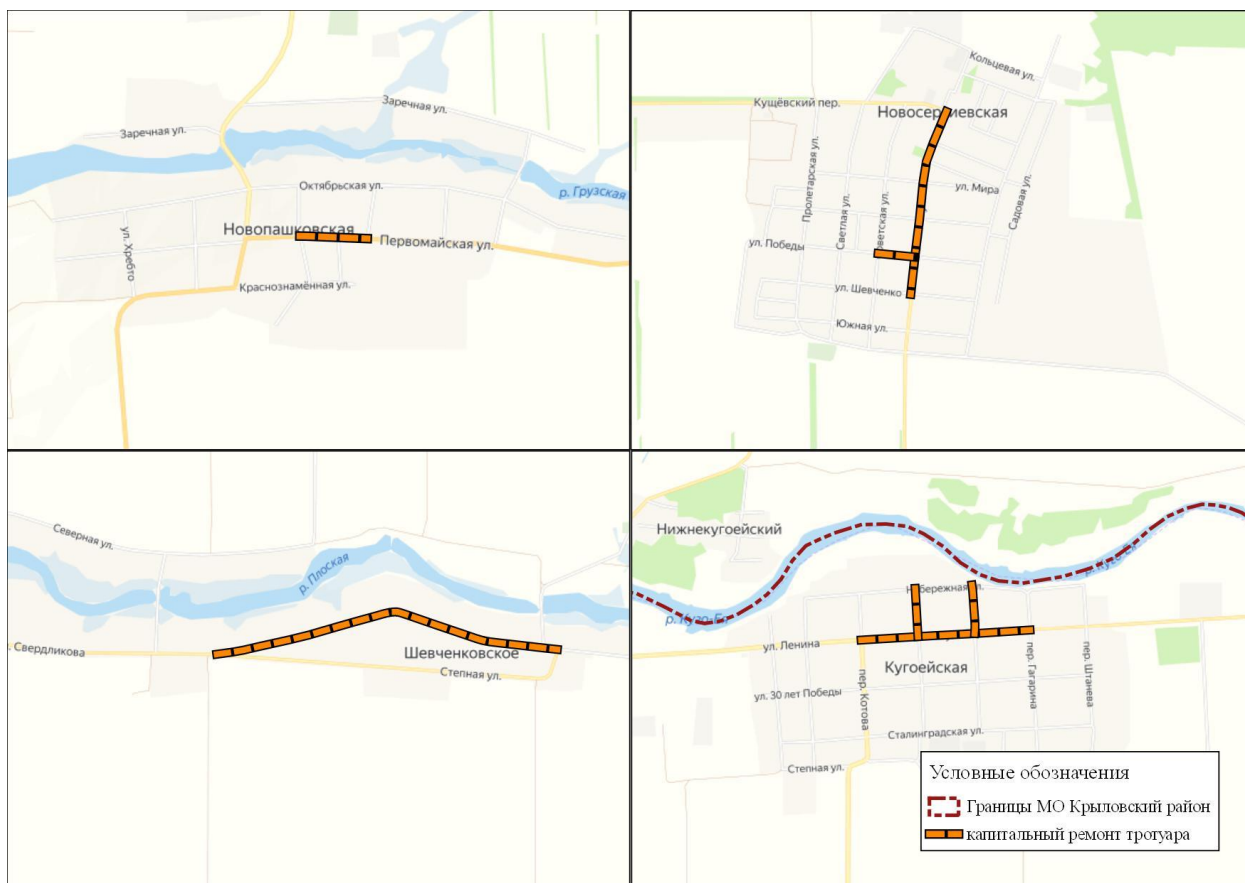 Заречная ул.
Заречная ул.
Октябрьская ул.
р. Грузская
Новопашковская
Первомайская ул.
ул. Хребто
Краснознамённая ул.
Кольцевая ул.
Кущёвский пер.
Пролетарская ул.
ул. Мира
Садовая ул.
Светлая ул.
ул. Победы
ул. Шевченко
Южная ул.
Северная ул.
р. Плоская
Свердликова
Шевченковское
Степная ул.
Нижнекугоейский
ул. Ленина
Кугоейская
ул. 30 лет Победы
пер. Котова
пер. Гагарина
пер. Штанева
Сталинградская ул.
Степная ул.
Условные обозначения
Границы МО Крыловский район
капитальный ремонт тротуара